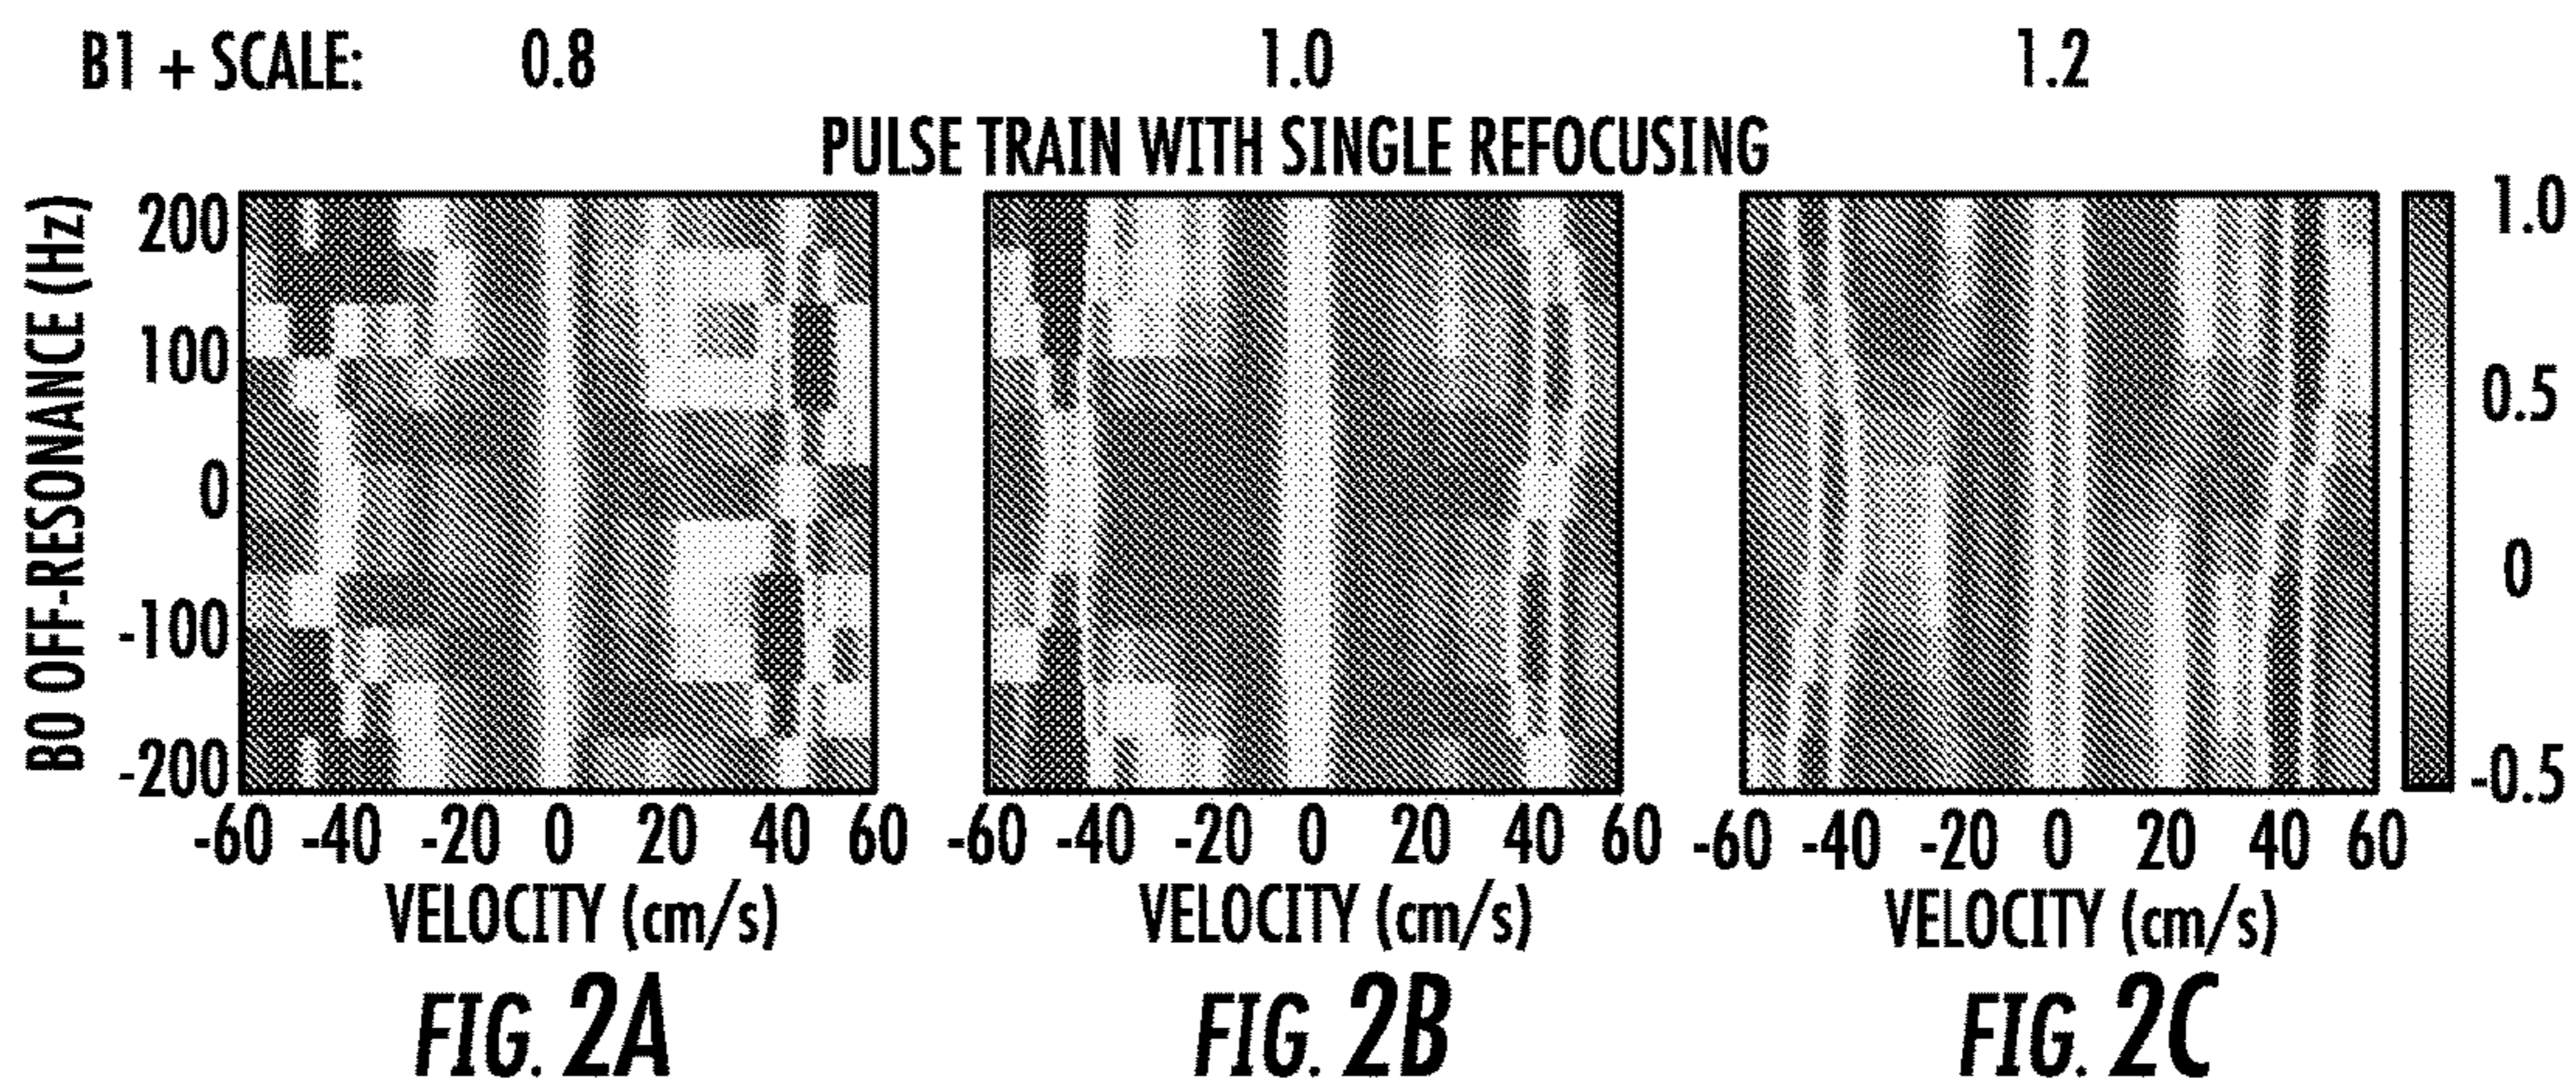 B1 + SCALE: 0.8 1.0 1.2
PULSE TRAIN WITH SINGLE REFOCUSING
B0 OFF-RESONANCE (Hz)
200
100
0
-100
-200
1.0
0.5
0
-0.5
-60 -40 -20 0 20 40 60 -60 -40 -20 0 20 40 60 -60 -40 -20 0 20 40 60
VELOCITY (cm/s) VELOCITY (cm/s) VELOCITY (cm/s)
FIG. 2A FIG. 2B FIG. 2C